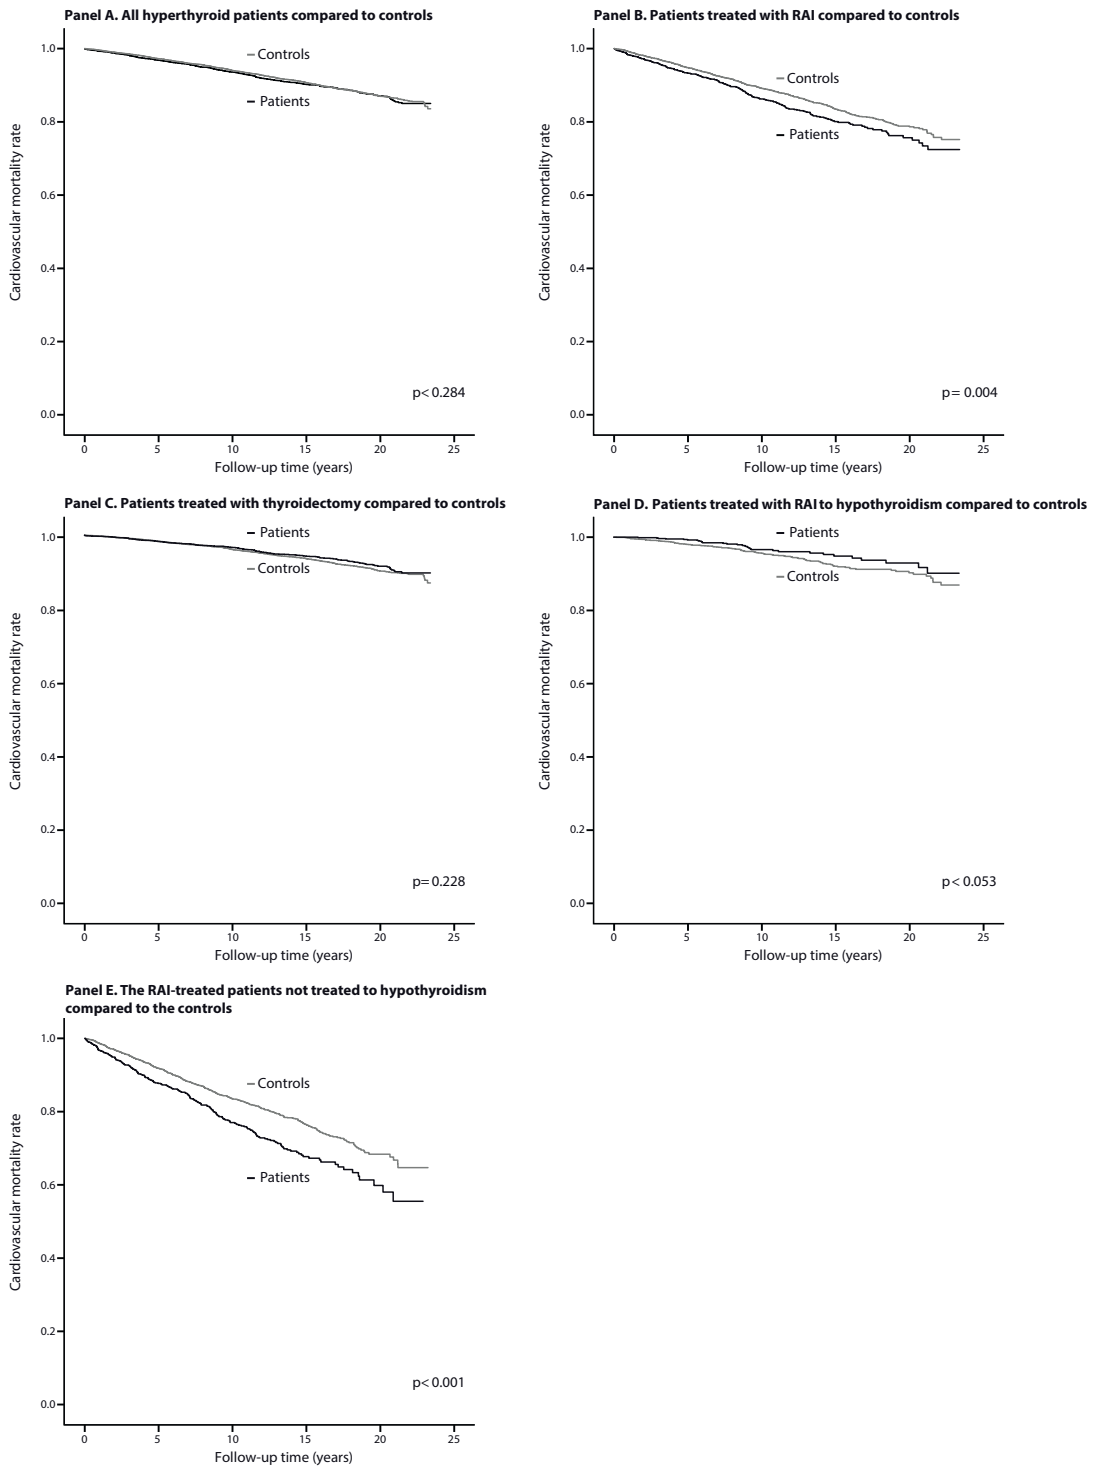 Panel A. All hyperthyroid patients compared to controls
Cardiovascular mortality rate
1.0
0.8
0.6
0.4
0.2
0.0
Controls
Patients
p< 0.284
0 5 10 15 20 25
Follow-up time (years)
Panel B. Patients treated with RAI compared to controls
Cardiovascular mortality rate
1.0
0.8
0.6
0.4
0.2
0.0
Controls
Patients
p= 0.004
0 5 10 15 20 25
Follow-up time (years)
Panel C. Patients treated with thyroidectomy compared to controls
Cardiovascular mortality rate
1.0
0.8
0.6
0.4
0.2
0.0
Patients
Controls
p= 0.228
0 5 10 15 20 25
Follow-up time (years)
Panel D. Patients treated with RAI to hypothyroidism compared to controls
Cardiovascular mortality rate
1.0
0.8
0.6
0.4
0.2
0.0
Patients
Controls
p< 0.053
0 5 10 15 20 25
Follow-up time (years)
Panel E. The RAI-treated patients not treated to hypothyroidism
compared to the controls
Cardiovascular mortality rate
1.0
0.8
0.6
0.4
0.2
0.0
Controls
Patients
p< 0.001
0 5 10 15 20 25
Follow-up time (years)